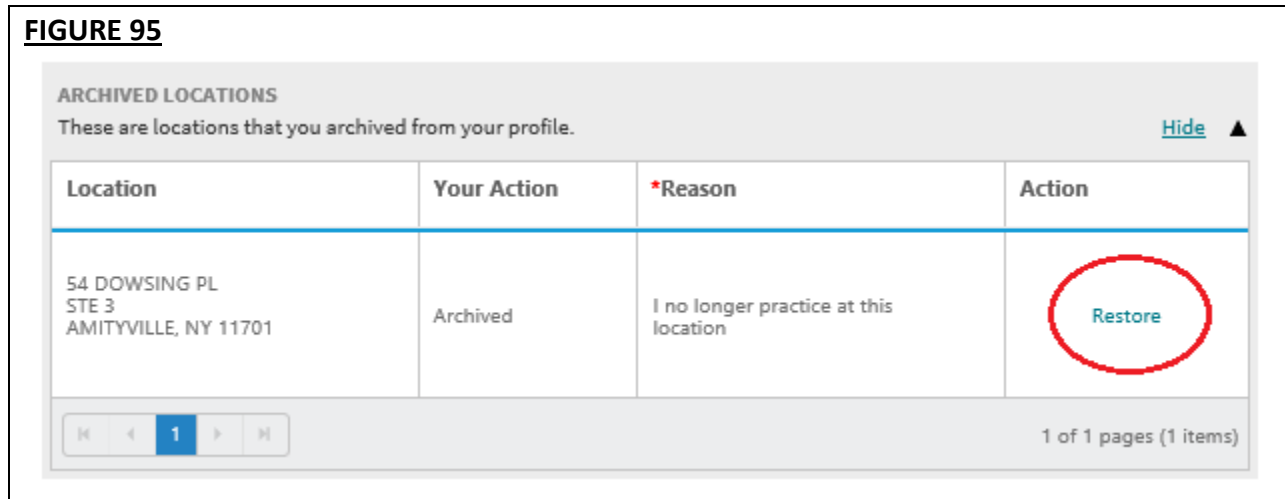 FIGURE 95
ARCHIVED LOCATIONS
These are locations that you archived from your profile.
Hide ▲
Location
Your Action
*Reason
Action
54 DOWSING PL
STE 3
AMITYVILLE, NY 11701
Archived
I no longer practice at this
location
Restore
1
1 of 1 pages (1 items)